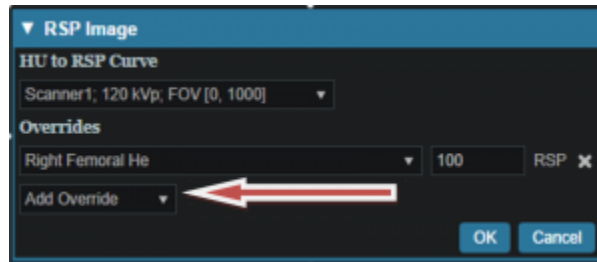 ▼ RSP Image
HU to RSP Curve
Scanner1; 120 kVp; FOV [0, 1000]
Overrides
Right Femoral He 100 RSP ✖
Add Override
OK Cancel